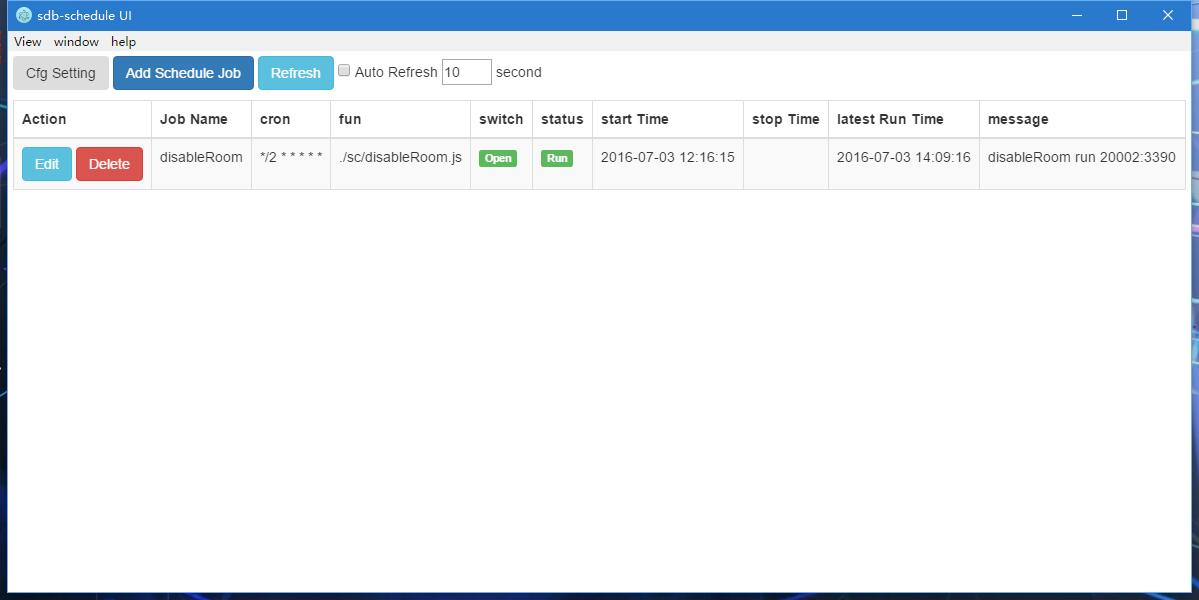 sdb-schedule UI
View window help
Cfg Setting Add Schedule Job Refresh Auto Refresh 10 second
Action Job Name cron fun switch status start Time stop Time latest Run Time message
Edit Delete disableRoom */2 * * * * * ./sc/disableRoom.js Open Run 2016-07-03 12:16:15 2016-07-03 14:09:16 disableRoom run 20002:3390